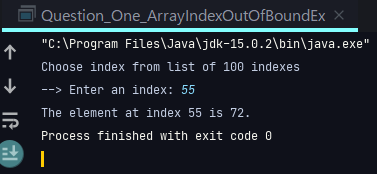 Question_One_ArrayIndexOutOfBoundEx
"C:\Program Files\Java\jdk-15.0.2\bin\java.exe"
Choose index from list of 100 indexes
--> Enter an index: 55
The element at index 55 is 72.
Process finished with exit code 0